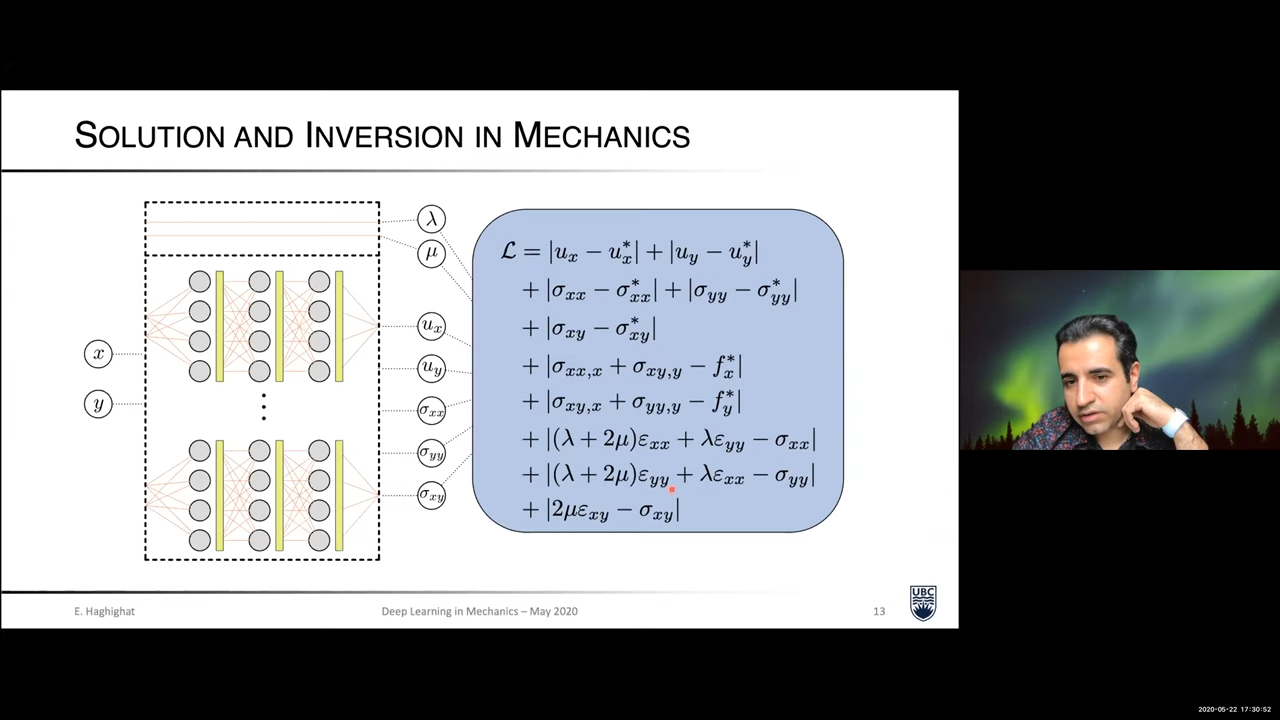 SOLUTION AND INVERSION IN MECHANICS
λ
μ
x
y
u_x
u_y
σ_xx
σ_yy
σ_xy
ℒ = |u_x − u_x^*| + |u_y − u_y^*|
+ |σ_xx − σ_xx^*| + |σ_yy − σ_yy^*|
+ |σ_xy − σ_xy^*|
+ |σ_xx,x + σ_xy,y − f_x^*|
+ |σ_xy,x + σ_yy,y − f_y^*|
+ |(λ + 2μ)ε_xx + λε_yy − σ_xx|
+ |(λ + 2μ)ε_yy + λε_xx − σ_yy|
+ |2με_xy − σ_xy|
E. Haghighat
Deep Learning in Mechanics – May 2020
13
UBC
2020-05-22 17:30:52